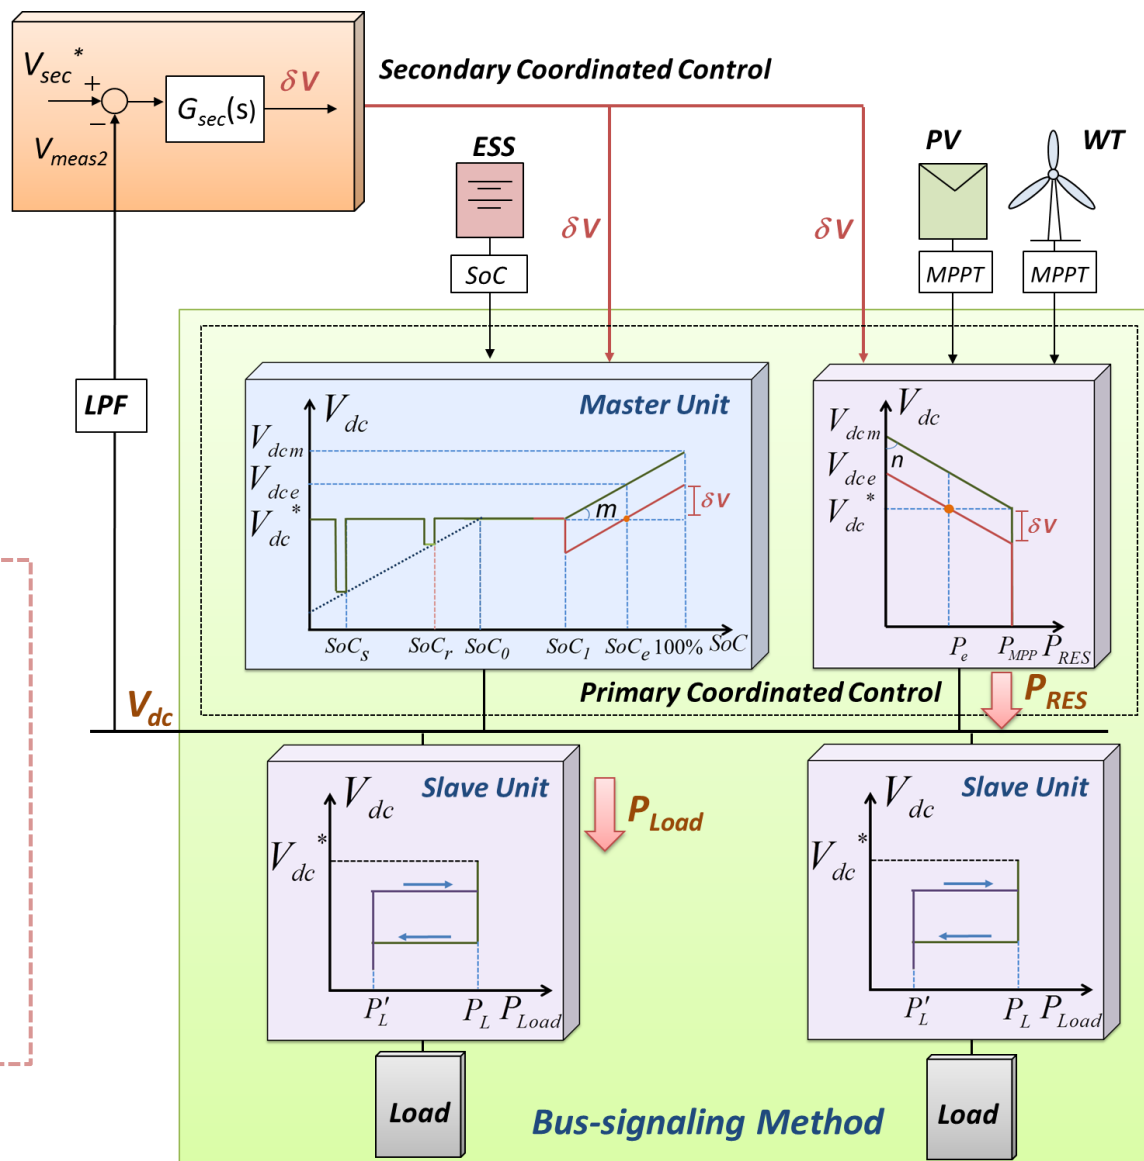 V_sec*
+
−
G_sec(s)
δV
V_meas2
Secondary Coordinated Control
ESS
PV
WT
δV
δV
SoC
MPPT
MPPT
LPF
Master Unit
V_dc
V_dcm
V_dce
V_dc*
m
δV
SoC_s
SoC_r
SoC_0
SoC_1
SoC_e
100%
SoC
V_dc
V_dcm
n
V_dce
V_dc*
δV
P_e
P_MPP
P_RES
Primary Coordinated Control
P_RES
V_dc
Slave Unit
V_dc
V_dc*
P'_L
P_L
P_Load
P_Load
Slave Unit
V_dc
V_dc*
P'_L
P_L
P_Load
Load
Load
Bus-signaling Method